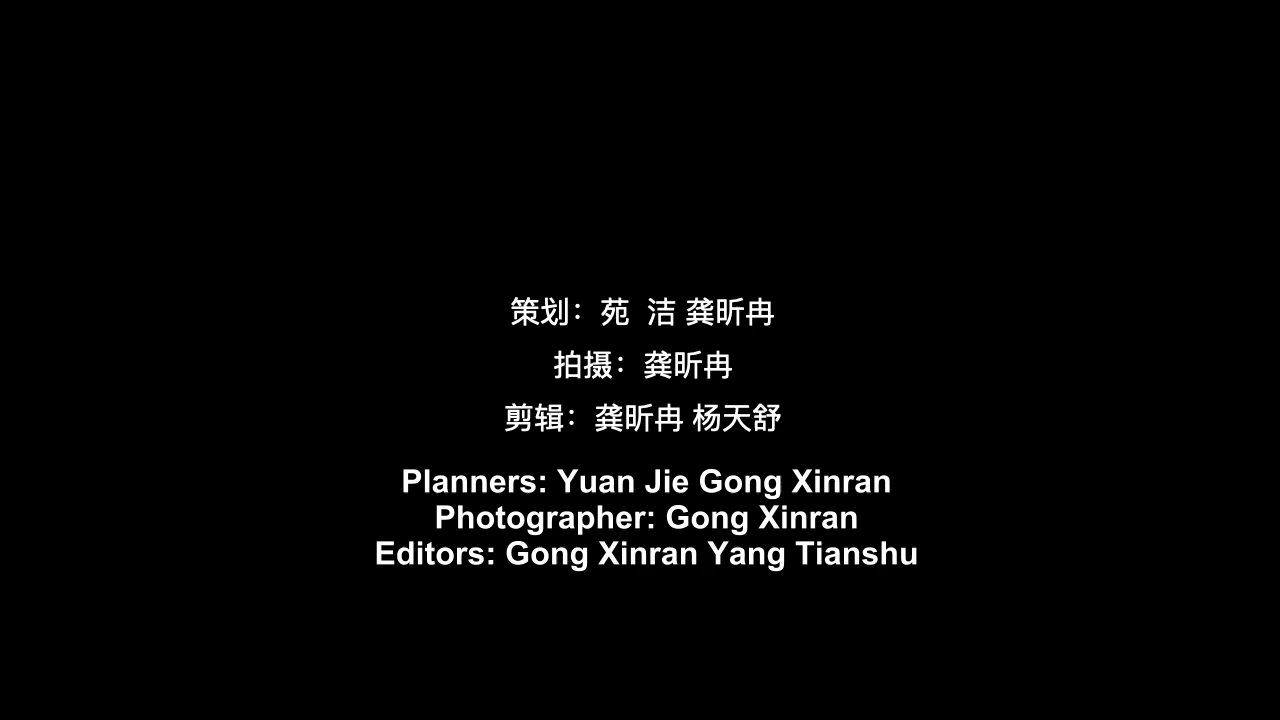 策划：苑  洁 龚昕冉
拍摄：龚昕冉
剪辑：龚昕冉 杨天舒
Planners: Yuan Jie Gong Xinran
Photographer: Gong Xinran
Editors: Gong Xinran Yang Tianshu